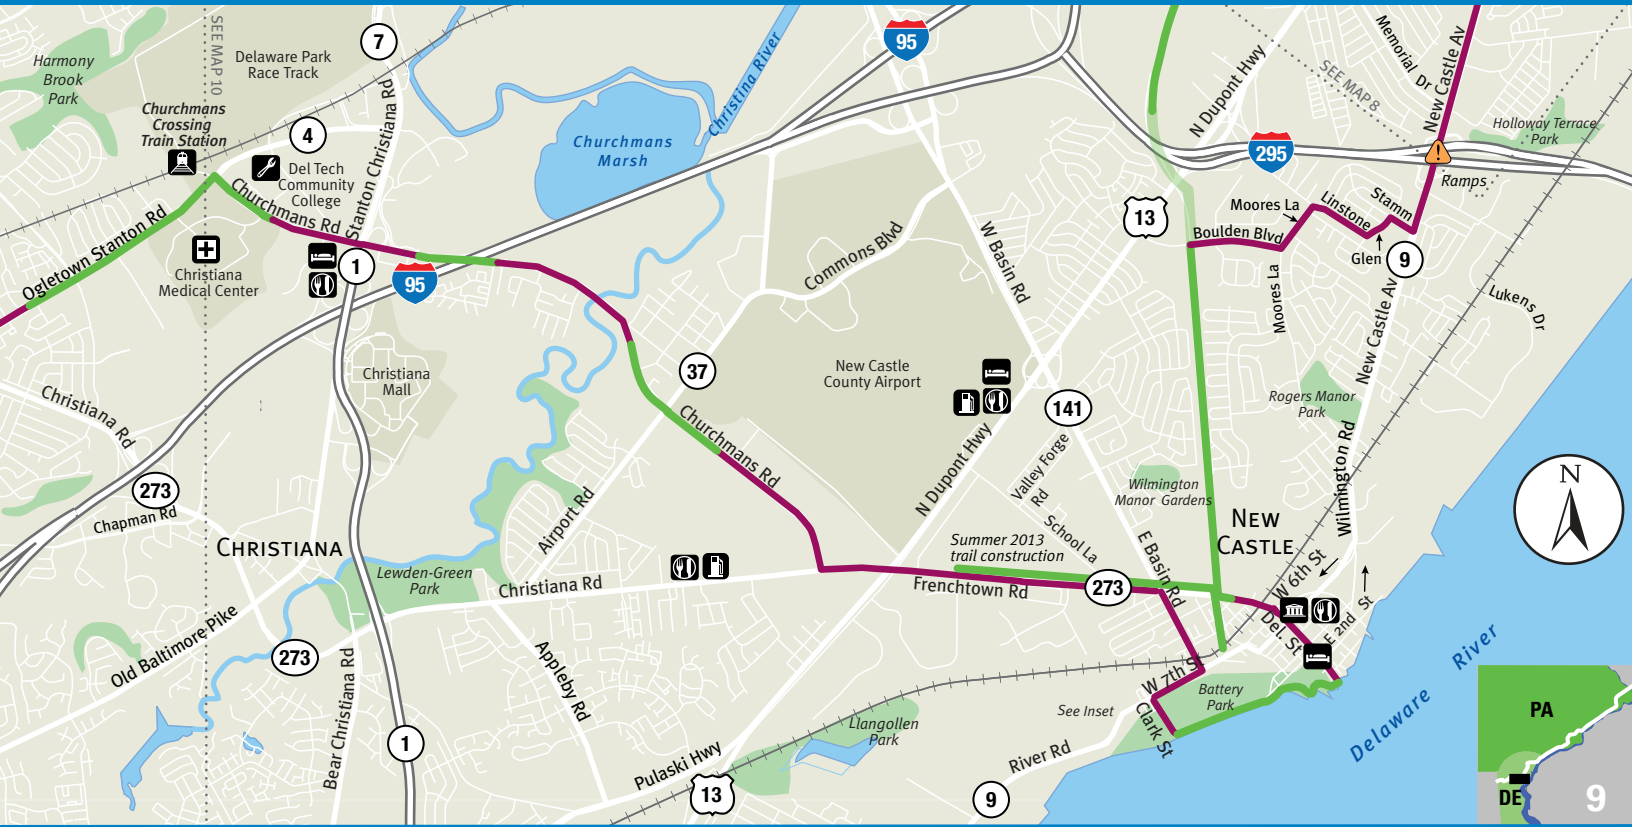 SEE MAP 10
Harmony
Brook
Park
Delaware Park
Race Track
7
95
Christina River
Churchmans
Crossing
Train Station
4
Stanton Christiana Rd
Del Tech
Community
College
Churchmans Rd
Churchmans
Marsh
N Dupont Hwy
Memorial Dr
New Castle Av
SEE MAP 8
Holloway Terrace
Park
295
!
Ramps
Ogletown Stanton Rd
Christiana
Medical Center
1
95
Commons Blvd
W Basin Rd
13
Moores La
Linstone
Stamm
Boulden Blvd
Glen
9
Moores La
New Castle Av
Lukens Dr
Christiana
Mall
37
New Castle
County Airport
141
Rogers Manor
Park
Christiana Rd
Churchmans Rd
N Dupont Hwy
Valley Forge
Rd
Wilmington
Manor Gardens
Wilmington Rd
N
273
Chapman Rd
Airport Rd
School La
New
Castle
Christiana
Summer 2013
trail construction
E Basin Rd
W 6th St
Lewden-Green
Park
Christiana Rd
Frenchtown Rd
273
Del. St
E 2nd St
Old Baltimore Pike
273
Bear Christiana Rd
Appleby Rd
W 7th St
Battery
Park
Clark St
See Inset
River Rd
Llangollen
Park
Delaware River
1
Pulaski Hwy
13
9
PA
DE
9